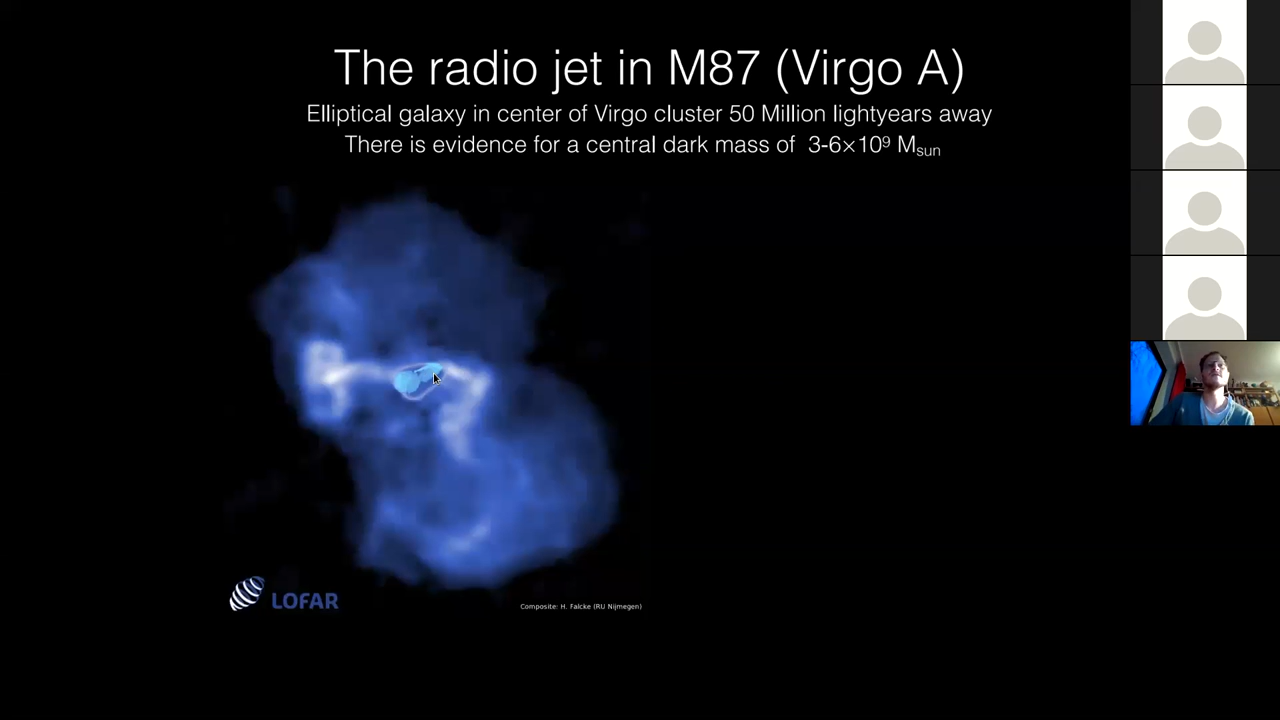 The radio jet in M87 (Virgo A)
Elliptical galaxy in center of Virgo cluster 50 Million lightyears away
There is evidence for a central dark mass of 3-6×10⁹ Msun
LOFAR
Composite: H. Falcke (RU Nijmegen)